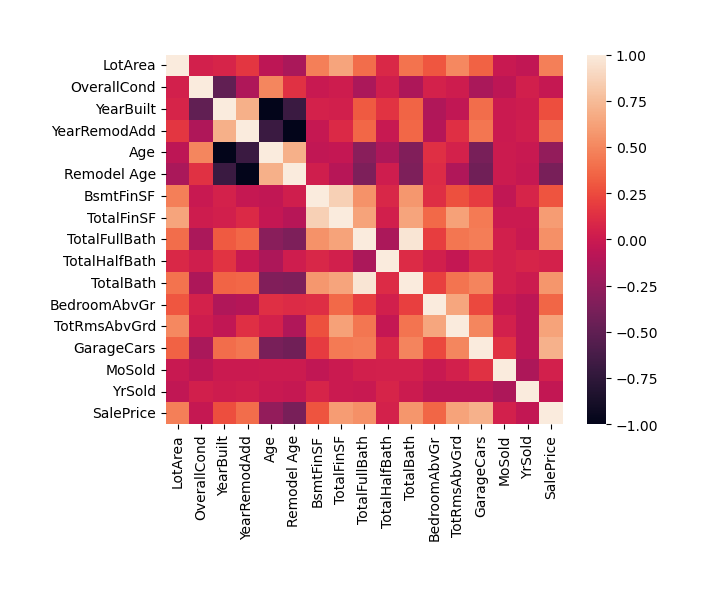 LotArea
OverallCond
YearBuilt
YearRemodAdd
Age
Remodel Age
BsmtFinSF
TotalFinSF
TotalFullBath
TotalHalfBath
TotalBath
BedroomAbvGr
TotRmsAbvGrd
GarageCars
MoSold
YrSold
SalePrice
LotArea
OverallCond
YearBuilt
YearRemodAdd
Age
Remodel Age
BsmtFinSF
TotalFinSF
TotalFullBath
TotalHalfBath
TotalBath
BedroomAbvGr
TotRmsAbvGrd
GarageCars
MoSold
YrSold
SalePrice
1.00
0.75
0.50
0.25
0.00
−0.25
−0.50
−0.75
−1.00